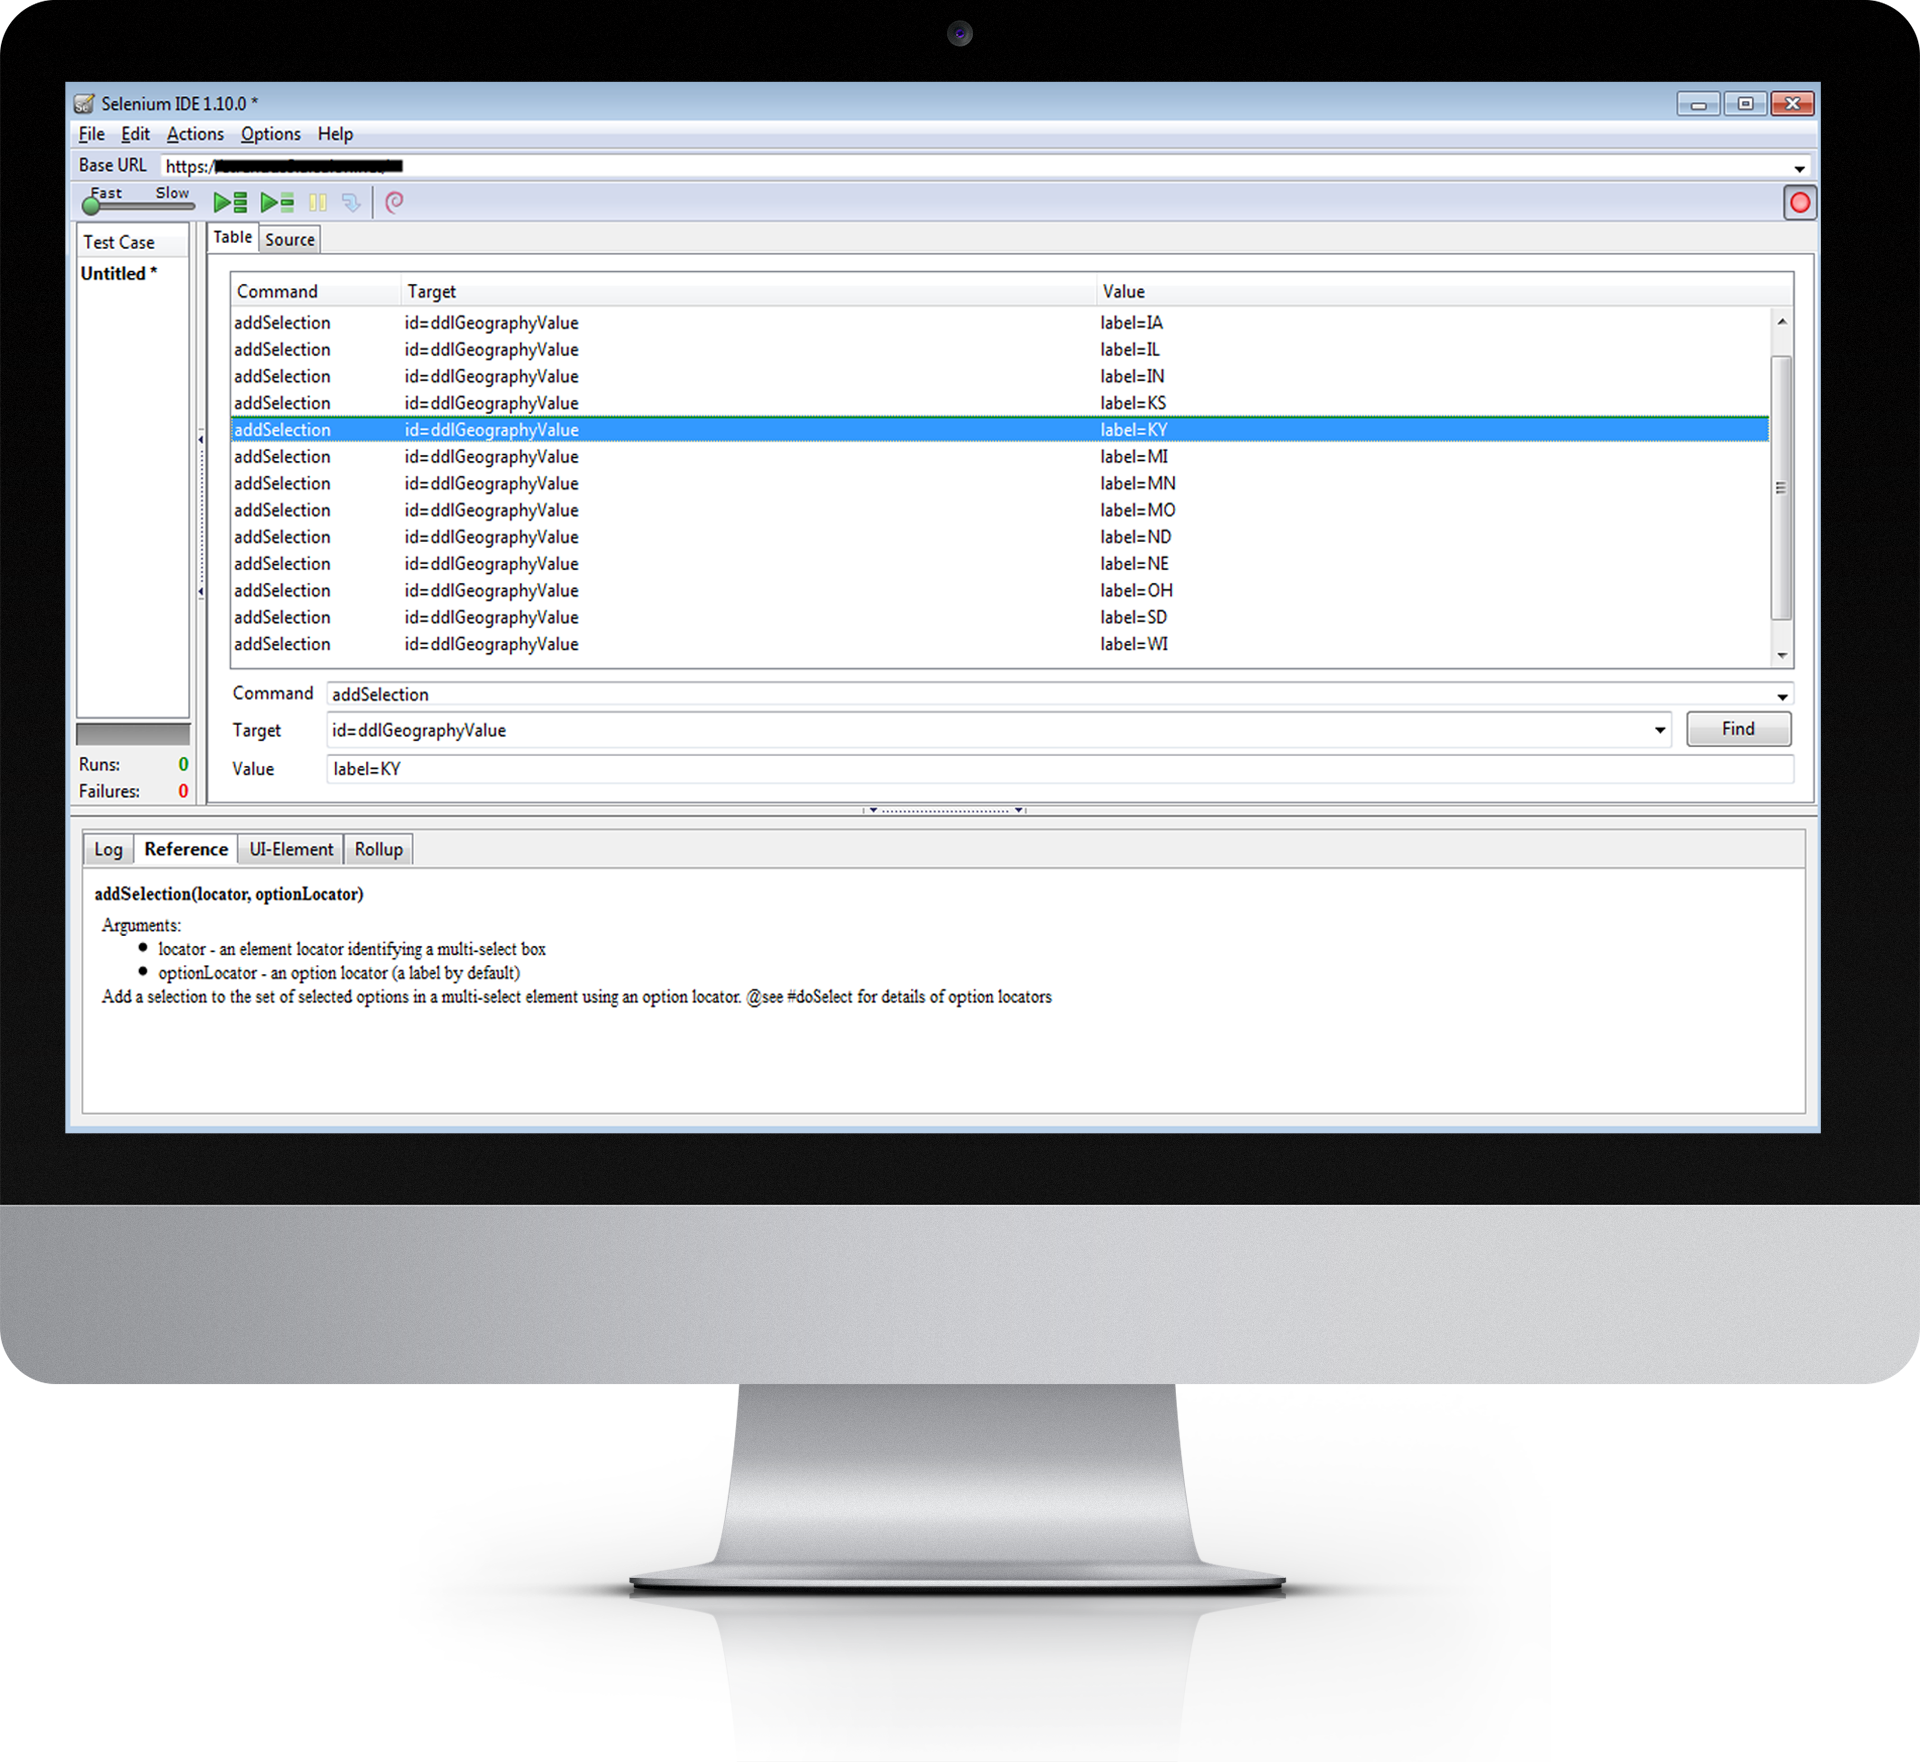 Selenium IDE 1.10.0 *
File Edit Actions Options Help
Base URL https:/
Fast Slow
Test Case
Untitled *
Table Source
Command Target Value
addSelection id=ddlGeographyValue label=IA
addSelection id=ddlGeographyValue label=IL
addSelection id=ddlGeographyValue label=IN
addSelection id=ddlGeographyValue label=KS
addSelection id=ddlGeographyValue label=KY
addSelection id=ddlGeographyValue label=MI
addSelection id=ddlGeographyValue label=MN
addSelection id=ddlGeographyValue label=MO
addSelection id=ddlGeographyValue label=ND
addSelection id=ddlGeographyValue label=NE
addSelection id=ddlGeographyValue label=OH
addSelection id=ddlGeographyValue label=SD
addSelection id=ddlGeographyValue label=WI
Command addSelection
Target id=ddlGeographyValue Find
Value label=KY
Runs: 0
Failures: 0
Log Reference UI-Element Rollup
addSelection(locator, optionLocator)
Arguments:
• locator - an element locator identifying a multi-select box
• optionLocator - an option locator (a label by default)
Add a selection to the set of selected options in a multi-select element using an option locator. @see #doSelect for details of option locators